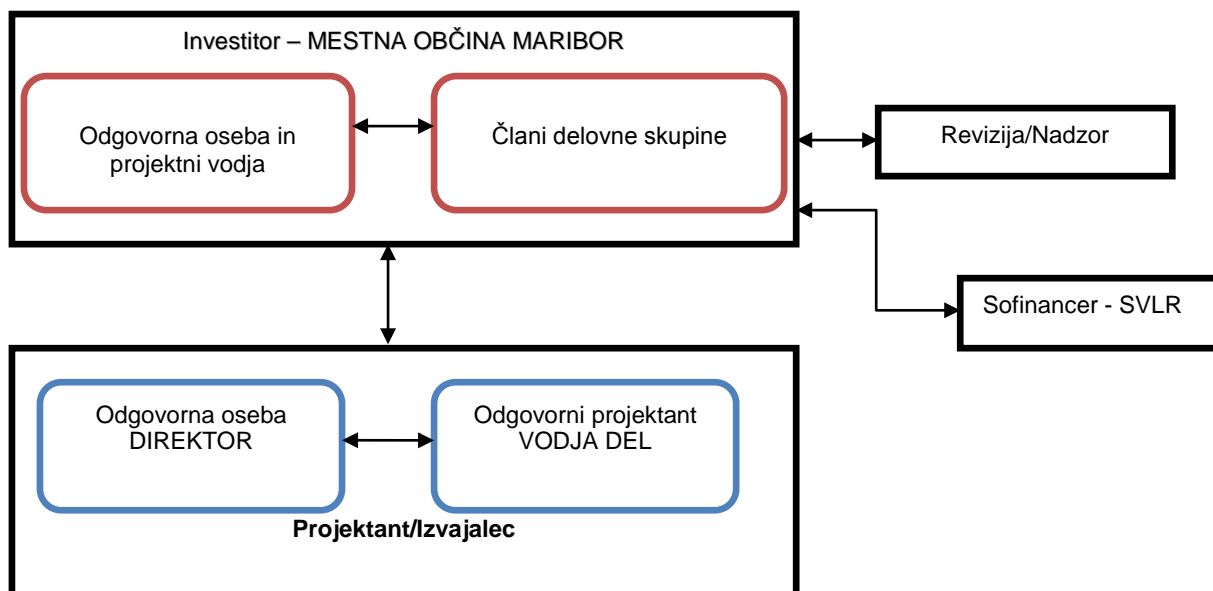 Investitor – MESTNA OBČINA MARIBOR
Odgovorna oseba in
projektni vodja
Člani delovne skupine
Revizija/Nadzor
Sofinancer - SVLR
Odgovorna oseba
DIREKTOR
Odgovorni projektant
VODJA DEL
Projektant/Izvajalec